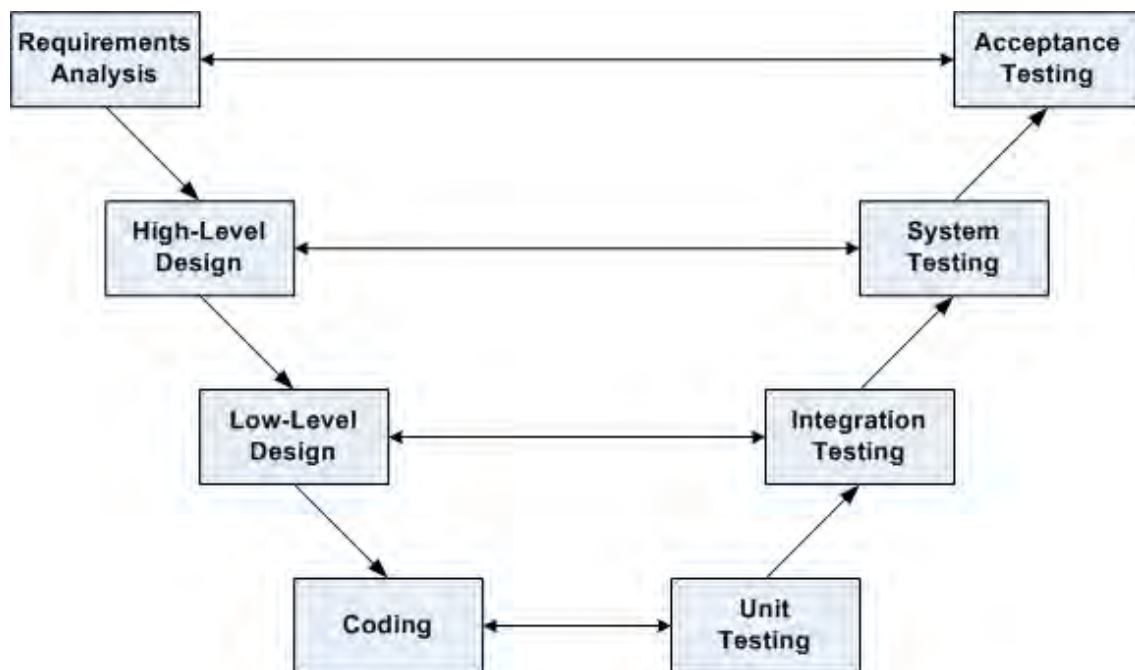 Requirements
Analysis
Acceptance
Testing
High-Level
Design
System
Testing
Low-Level
Design
Integration
Testing
Coding
Unit
Testing